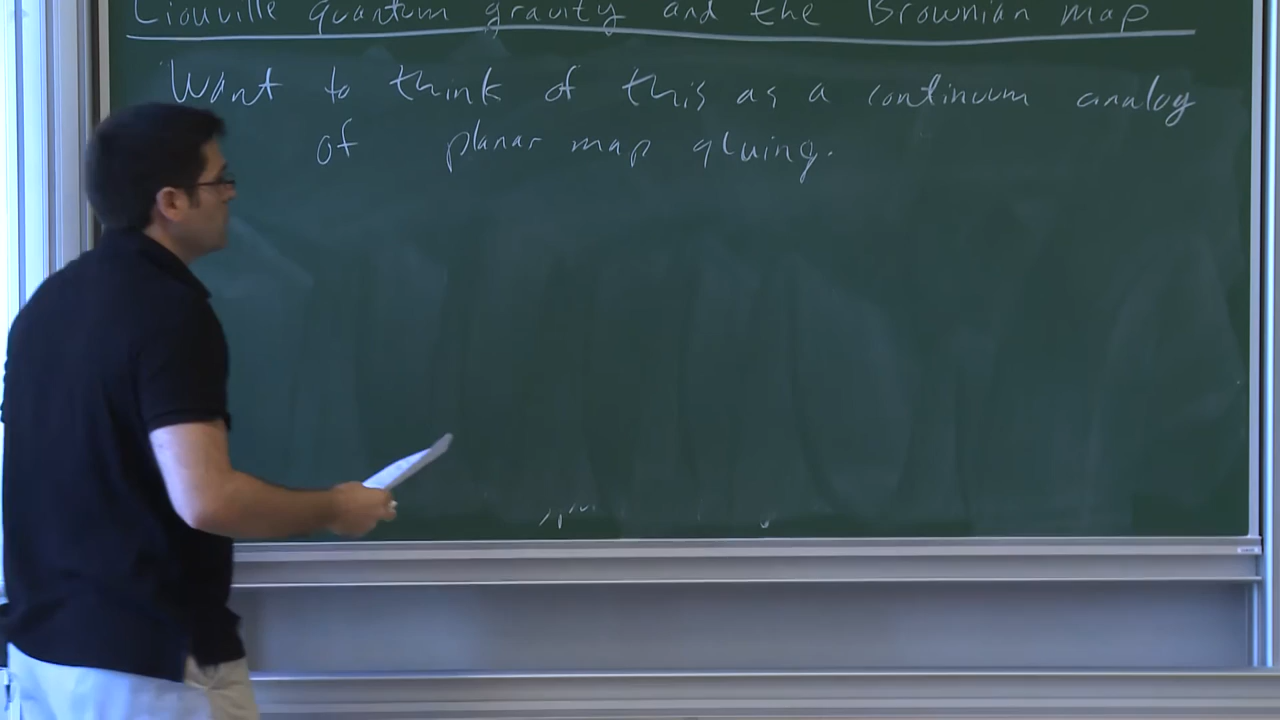 Liouville quantum gravity and the Brownian map
Want to think of this as a continuum analog
of planar map gluing.